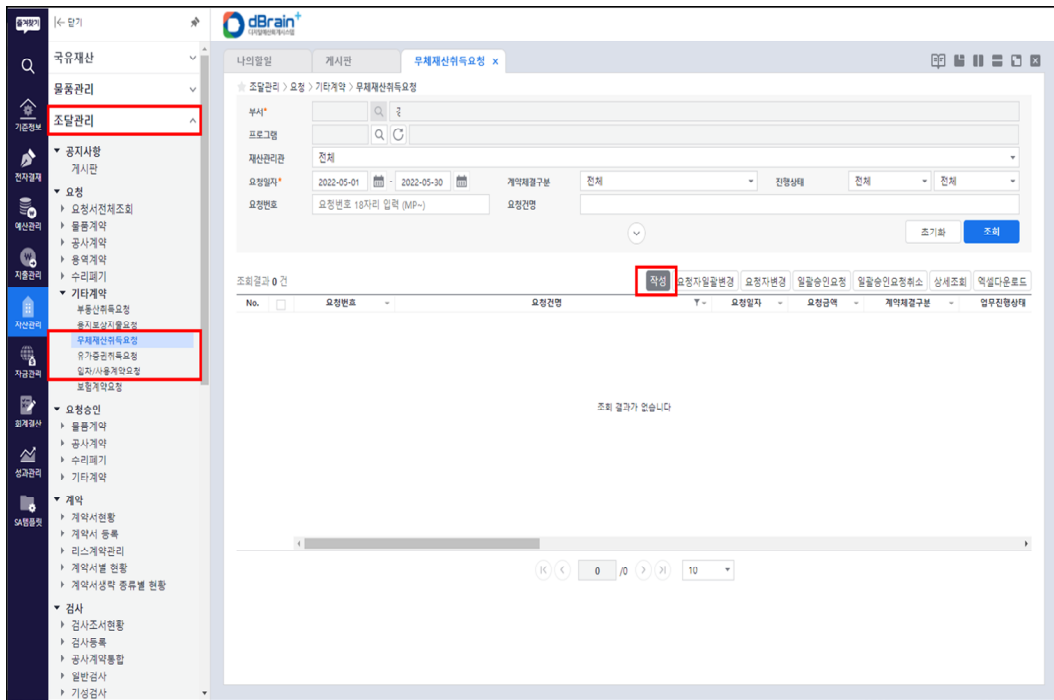 즐겨찾기
닫기
dBrain+
디지털예산회계시스템
기준정보
전자결재
예산관리
지출관리
자산관리
자금관리
회계결산
성과관리
SA템플릿
국유재산
물품관리
조달관리
공지사항
게시판
요청
요청서전체조회
물품계약
공사계약
용역계약
수리폐기
기타계약
부동산취득요청
용지보상지출요청
무체재산취득요청
유가증권취득요청
임차/사용계약요청
보험계약요청
요청승인
물품계약
공사계약
수리폐기
기타계약
계약
계약서현황
계약서 등록
리스계약관리
계약서별 현황
계약서생략 종류별 현황
검사
검사조서현황
검사등록
공사계약통합
일반검사
기성검사
나의할일 게시판 무체재산취득요청 x
조달관리 > 요청 > 기타계약 > 무체재산취득요청
부서*
프로그램
재산관리관 전체
요청일자* 2022-05-01 - 2022-05-30 계약체결구분 전체 진행상태 전체 전체
요청번호 요청번호 18자리 입력 (MP~) 요청건명
초기화 조회
조회결과 0 건 작성 요청자일괄변경 요청자변경 일괄승인요청 일괄승인요청취소 상세조회 엑셀다운로드
No. 요청번호 요청건명 요청일자 요청금액 계약체결구분 업무진행상태
조회 결과가 없습니다
0 /0 10